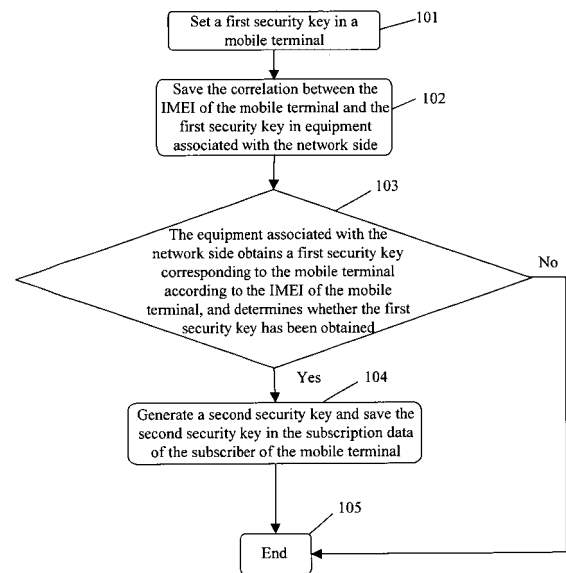 Set a first security key in a
mobile terminal
101
Save the correlation between the
IMEI of the mobile terminal and the
first security key in equipment
associated with the network side
102
103
The equipment associated with the
network side obtains a first security key
corresponding to the mobile terminal
according to the IMEI of the mobile
terminal, and determines whether the first
security key has been obtained
No
Yes
104
Generate a second security key and save the
second security key in the subscription data
of the subscriber of the mobile terminal
105
End